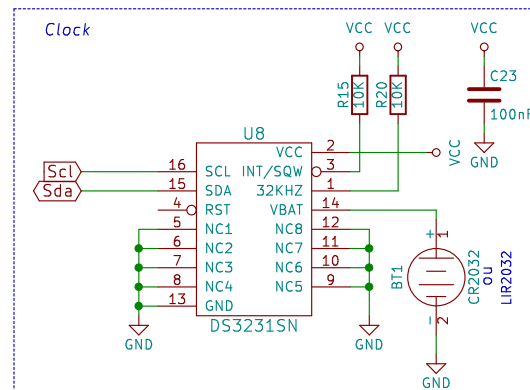 Clock
VCC VCC VCC
R15 10K R20 10K C23
100nF
GND
U8
VCC 2 VCC
Scl 16 SCL INT/SQW 3
Sda 15 SDA 32KHZ 1
4 RST VBAT 14
5 NC1 NC8 12
6 NC2 NC7 11
7 NC3 NC6 10
8 NC4 NC5 9
13 GND
DS3231SN
GND GND
BT1 + 1 - 2 CR2032
ou
LIR2032
GND